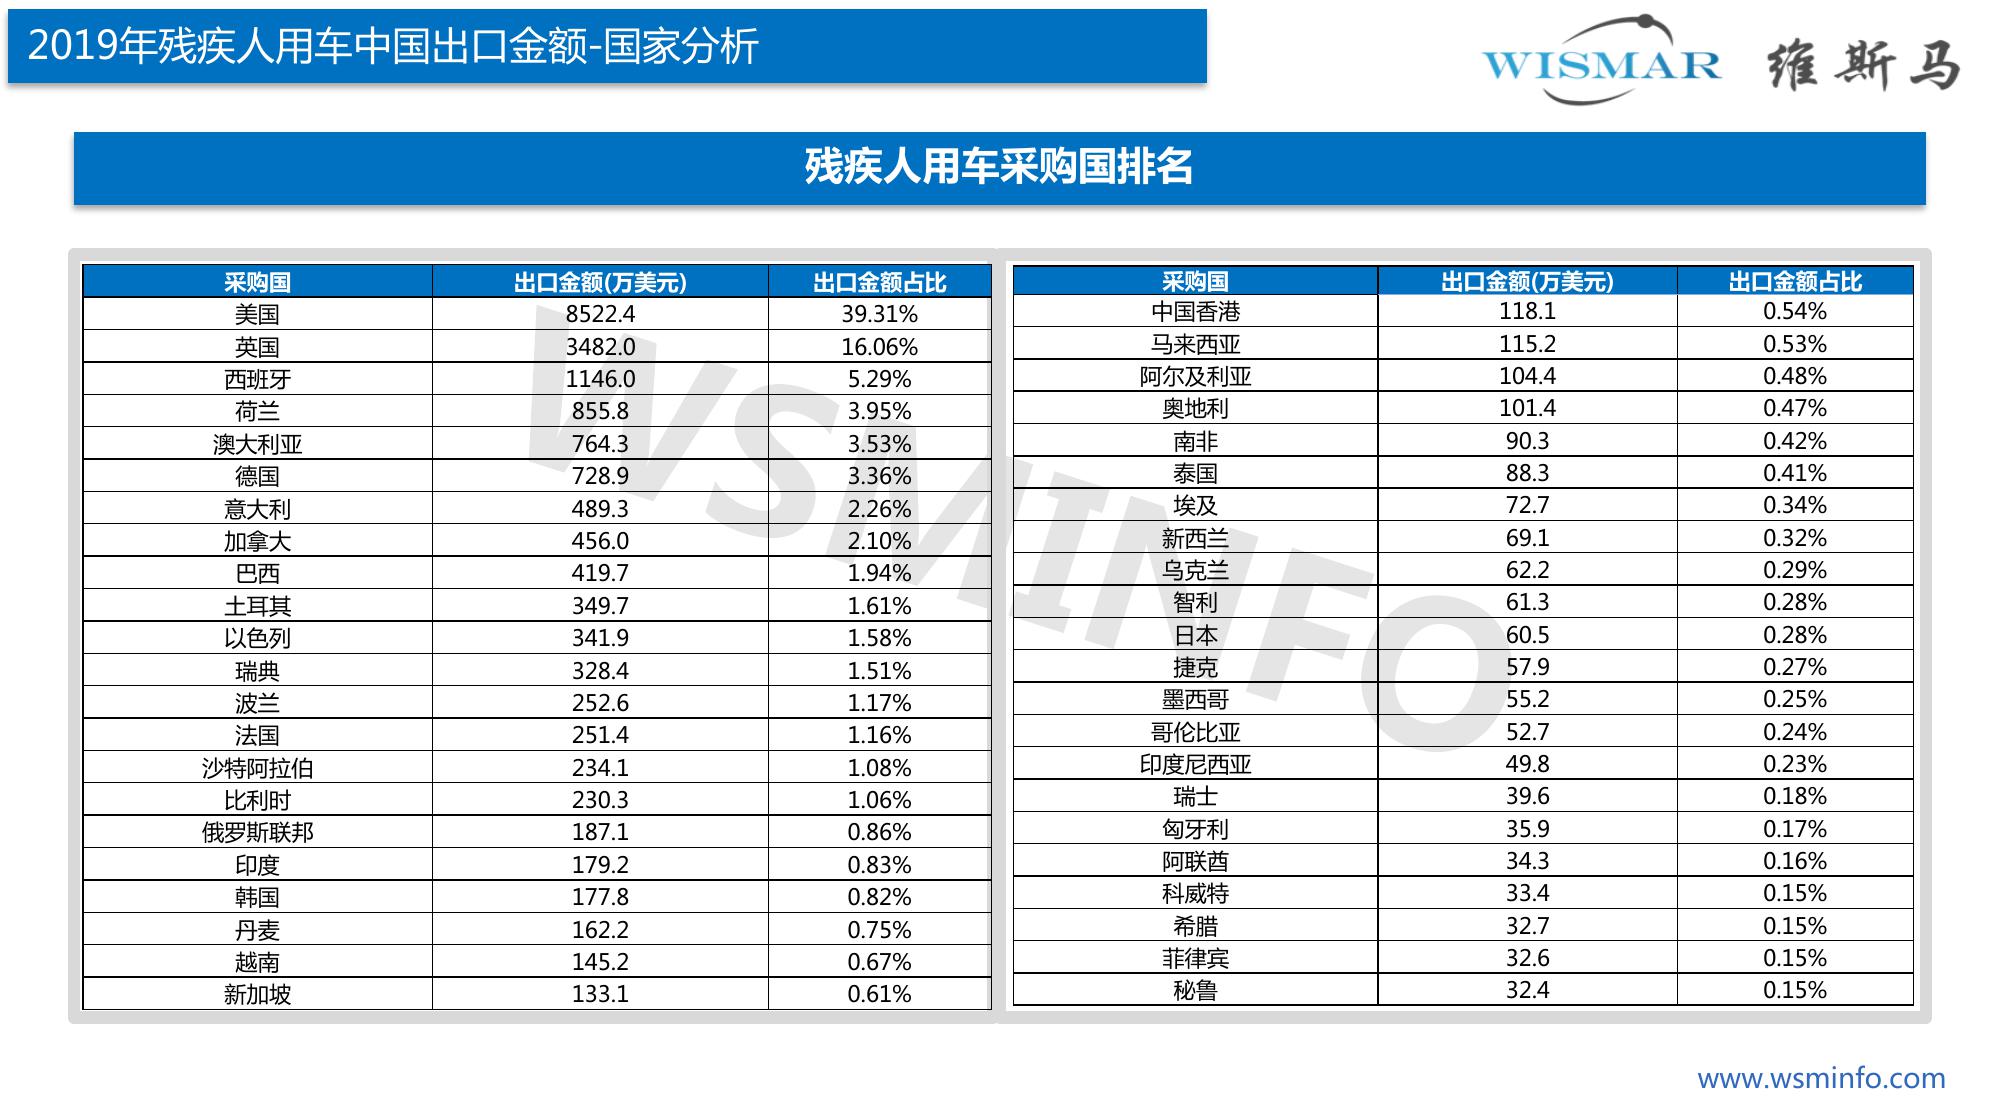 2019年残疾人用车中国出口金额-国家分析
WISMAR 维斯马
残疾人用车采购国排名
采购国 出口金额(万美元) 出口金额占比
美国 8522.4 39.31%
英国 3482.0 16.06%
西班牙 1146.0 5.29%
荷兰 855.8 3.95%
澳大利亚 764.3 3.53%
德国 728.9 3.36%
意大利 489.3 2.26%
加拿大 456.0 2.10%
巴西 419.7 1.94%
土耳其 349.7 1.61%
以色列 341.9 1.58%
瑞典 328.4 1.51%
波兰 252.6 1.17%
法国 251.4 1.16%
沙特阿拉伯 234.1 1.08%
比利时 230.3 1.06%
俄罗斯联邦 187.1 0.86%
印度 179.2 0.83%
韩国 177.8 0.82%
丹麦 162.2 0.75%
越南 145.2 0.67%
新加坡 133.1 0.61%
采购国 出口金额(万美元) 出口金额占比
中国香港 118.1 0.54%
马来西亚 115.2 0.53%
阿尔及利亚 104.4 0.48%
奥地利 101.4 0.47%
南非 90.3 0.42%
泰国 88.3 0.41%
埃及 72.7 0.34%
新西兰 69.1 0.32%
乌克兰 62.2 0.29%
智利 61.3 0.28%
日本 60.5 0.28%
捷克 57.9 0.27%
墨西哥 55.2 0.25%
哥伦比亚 52.7 0.24%
印度尼西亚 49.8 0.23%
瑞士 39.6 0.18%
匈牙利 35.9 0.17%
阿联酋 34.3 0.16%
科威特 33.4 0.15%
希腊 32.7 0.15%
菲律宾 32.6 0.15%
秘鲁 32.4 0.15%
WSMINFO
www.wsminfo.com